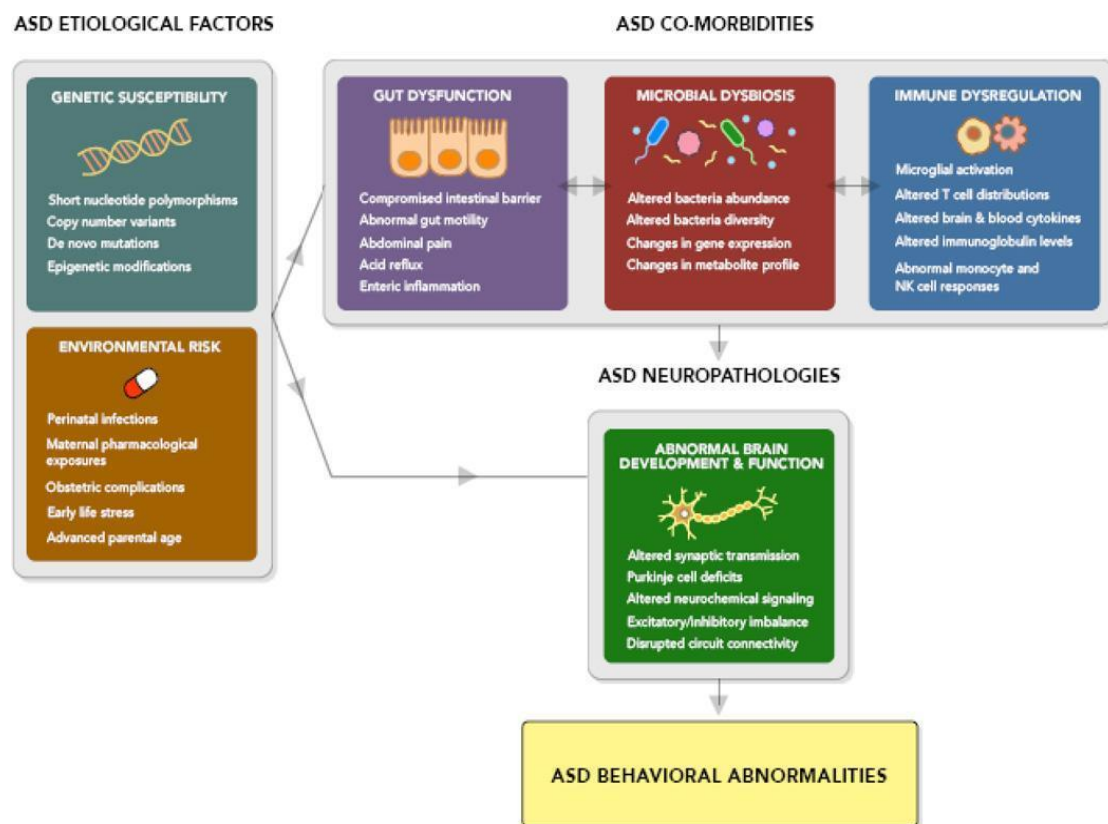 ASD ETIOLOGICAL FACTORS
GENETIC SUSCEPTIBILITY
Short nucleotide polymorphisms
Copy number variants
De novo mutations
Epigenetic modifications
ENVIRONMENTAL RISK
Perinatal infections
Maternal pharmacological
exposures
Obstetric complications
Early life stress
Advanced parental age
ASD CO-MORBIDITIES
GUT DYSFUNCTION
Compromised intestinal barrier
Abnormal gut motility
Abdominal pain
Acid reflux
Enteric inflammation
MICROBIAL DYSBIOSIS
Altered bacteria abundance
Altered bacteria diversity
Changes in gene expression
Changes in metabolite profile
IMMUNE DYSREGULATION
Microglial activation
Altered T cell distributions
Altered brain & blood cytokines
Altered immunoglobulin levels
Abnormal monocyte and
NK cell responses
ASD NEUROPATHOLOGIES
ABNORMAL BRAIN
DEVELOPMENT & FUNCTION
Altered synaptic transmission
Purkinje cell deficits
Altered neurochemical signaling
Excitatory/inhibitory imbalance
Disrupted circuit connectivity
ASD BEHAVIORAL ABNORMALITIES